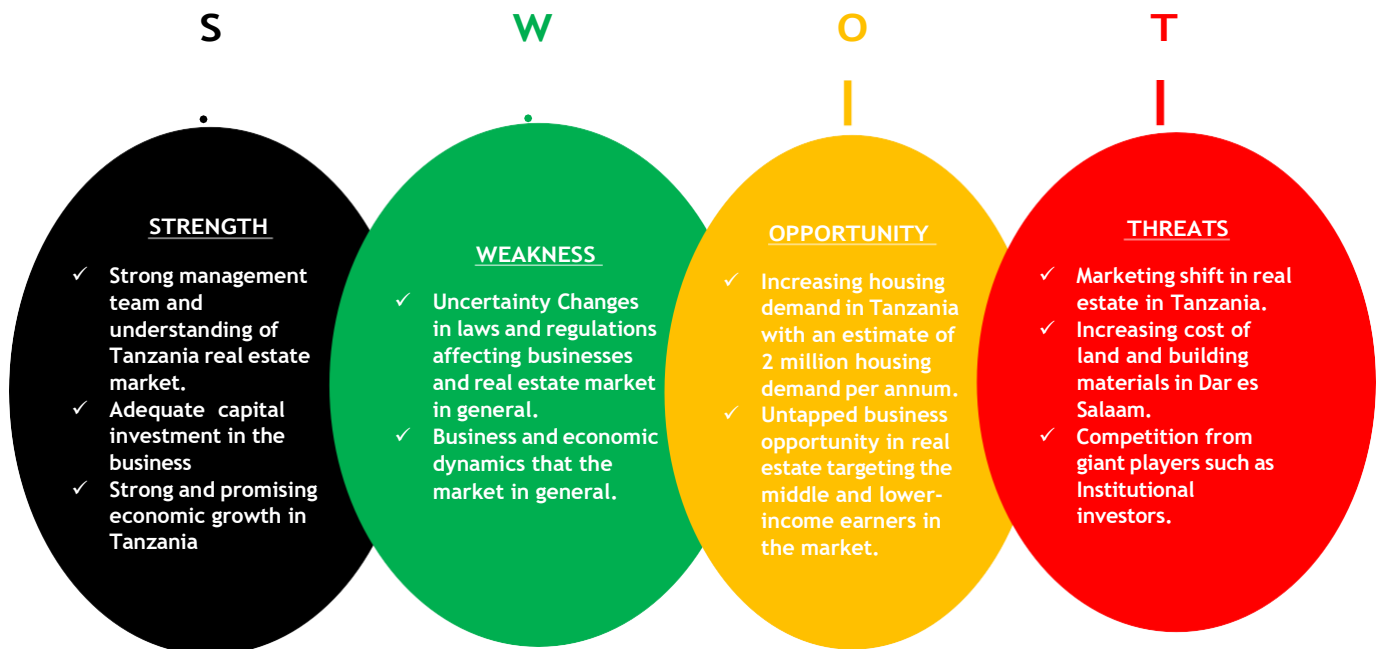 S
W
O
T
STRENGTH
✓ Strong management
team and
understanding of
Tanzania real estate
market.
✓ Adequate capital
investment in the
business
✓ Strong and promising
economic growth in
Tanzania
WEAKNESS
✓ Uncertainty Changes
in laws and regulations
affecting businesses
and real estate market
in general.
✓ Business and economic
dynamics that the
market in general.
OPPORTUNITY
✓ Increasing housing
demand in Tanzania
with an estimate of
2 million housing
demand per annum.
✓ Untapped business
opportunity in real
estate targeting the
middle and lower-
income earners in
the market.
THREATS
✓ Marketing shift in real
estate in Tanzania.
✓ Increasing cost of
land and building
materials in Dar es
Salaam.
✓ Competition from
giant players such as
Institutional
investors.